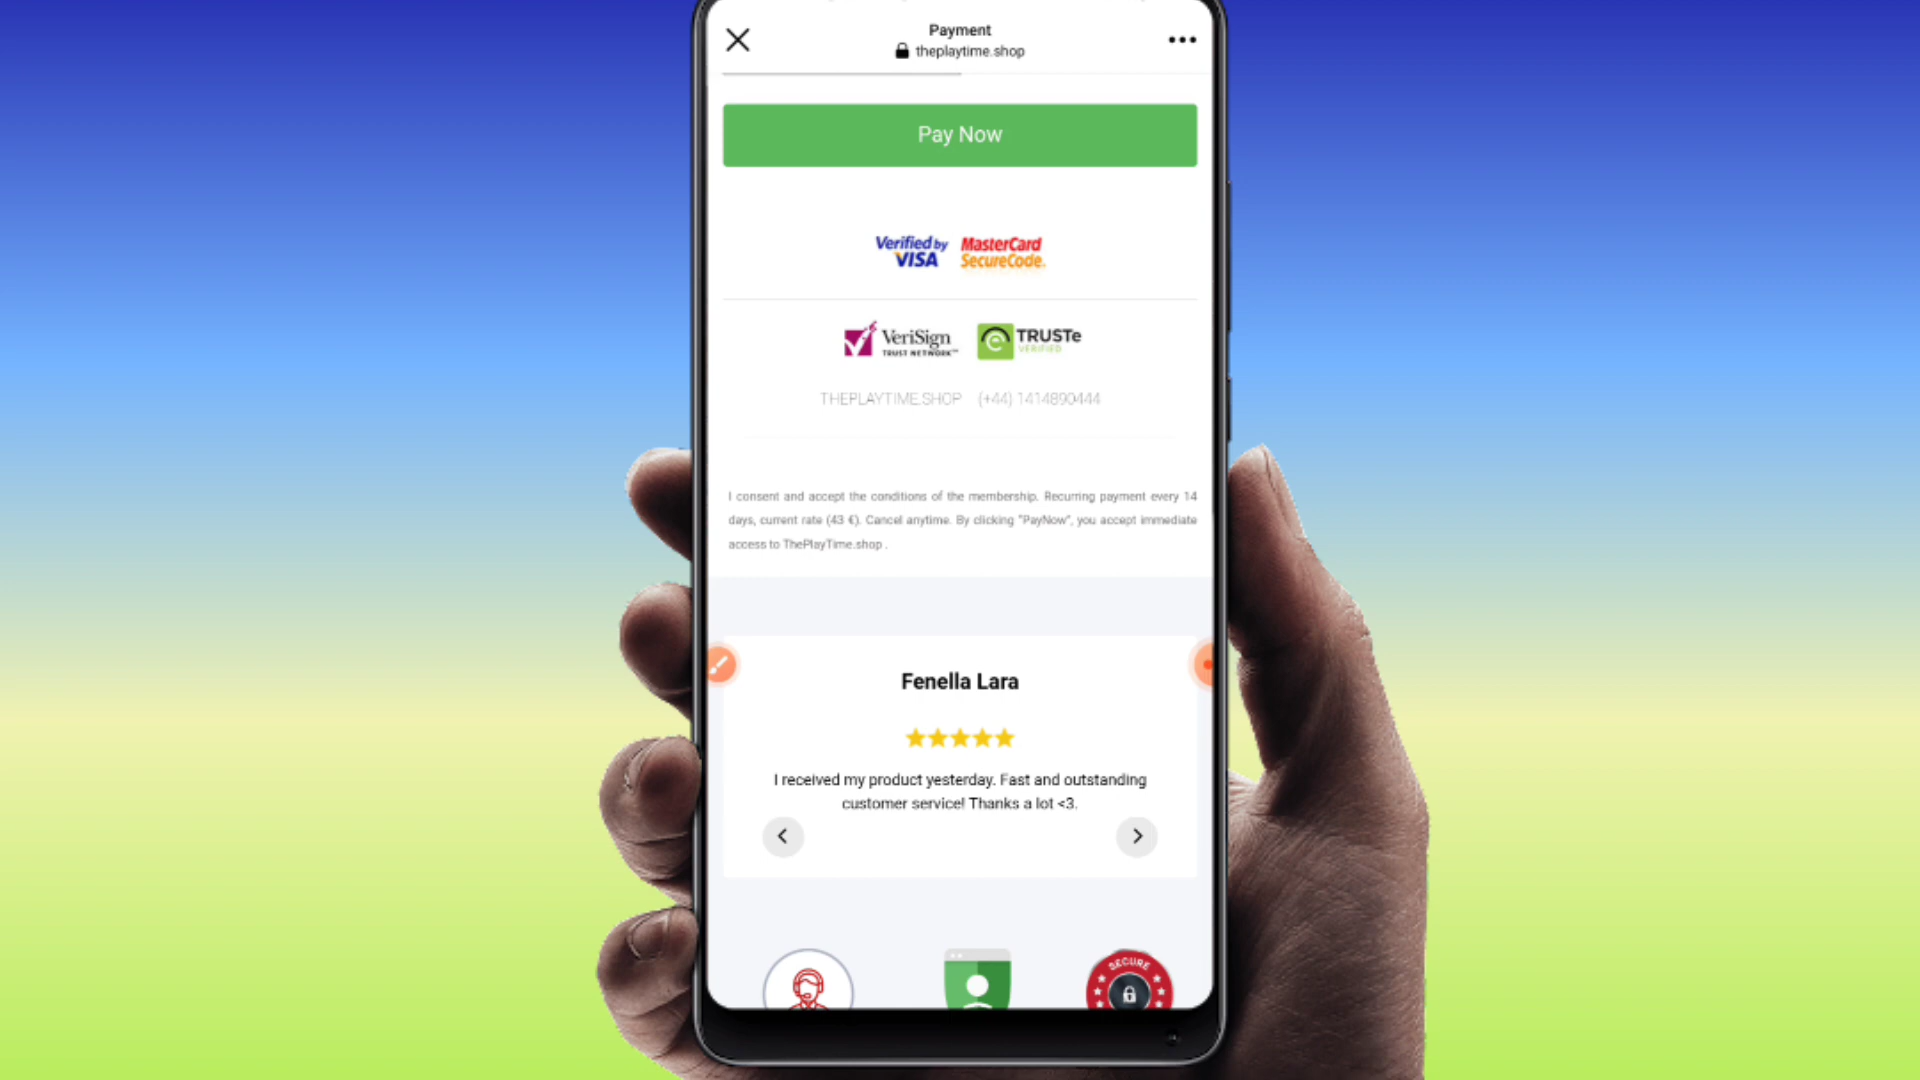 Payment
theplaytime.shop
Pay Now
Verified by
VISA
MasterCard
SecureCode.
VeriSign
TRUST NETWORK™
TRUSTe
VERIFIED
THEPLAYTIME.SHOP (+44) 1414890444
I consent and accept the conditions of the membership. Recurring payment every 14
days, current rate (43 €). Cancel anytime. By clicking "PayNow", you accept immediate
access to ThePlayTime.shop .
Fenella Lara
I received my product yesterday. Fast and outstanding
customer service! Thanks a lot <3.
SECURE